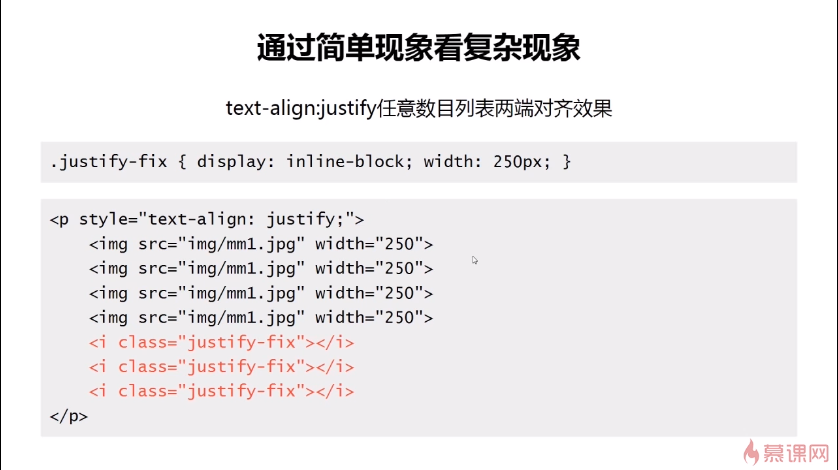 通过简单现象看复杂现象
text-align:justify任意数目列表两端对齐效果
.justify-fix { display: inline-block; width: 250px; }
<p style="text-align: justify;">
    <img src="img/mm1.jpg" width="250">
    <img src="img/mm1.jpg" width="250">
    <img src="img/mm1.jpg" width="250">
    <img src="img/mm1.jpg" width="250">
    <i class="justify-fix"></i>
    <i class="justify-fix"></i>
    <i class="justify-fix"></i>
</p>
慕课网